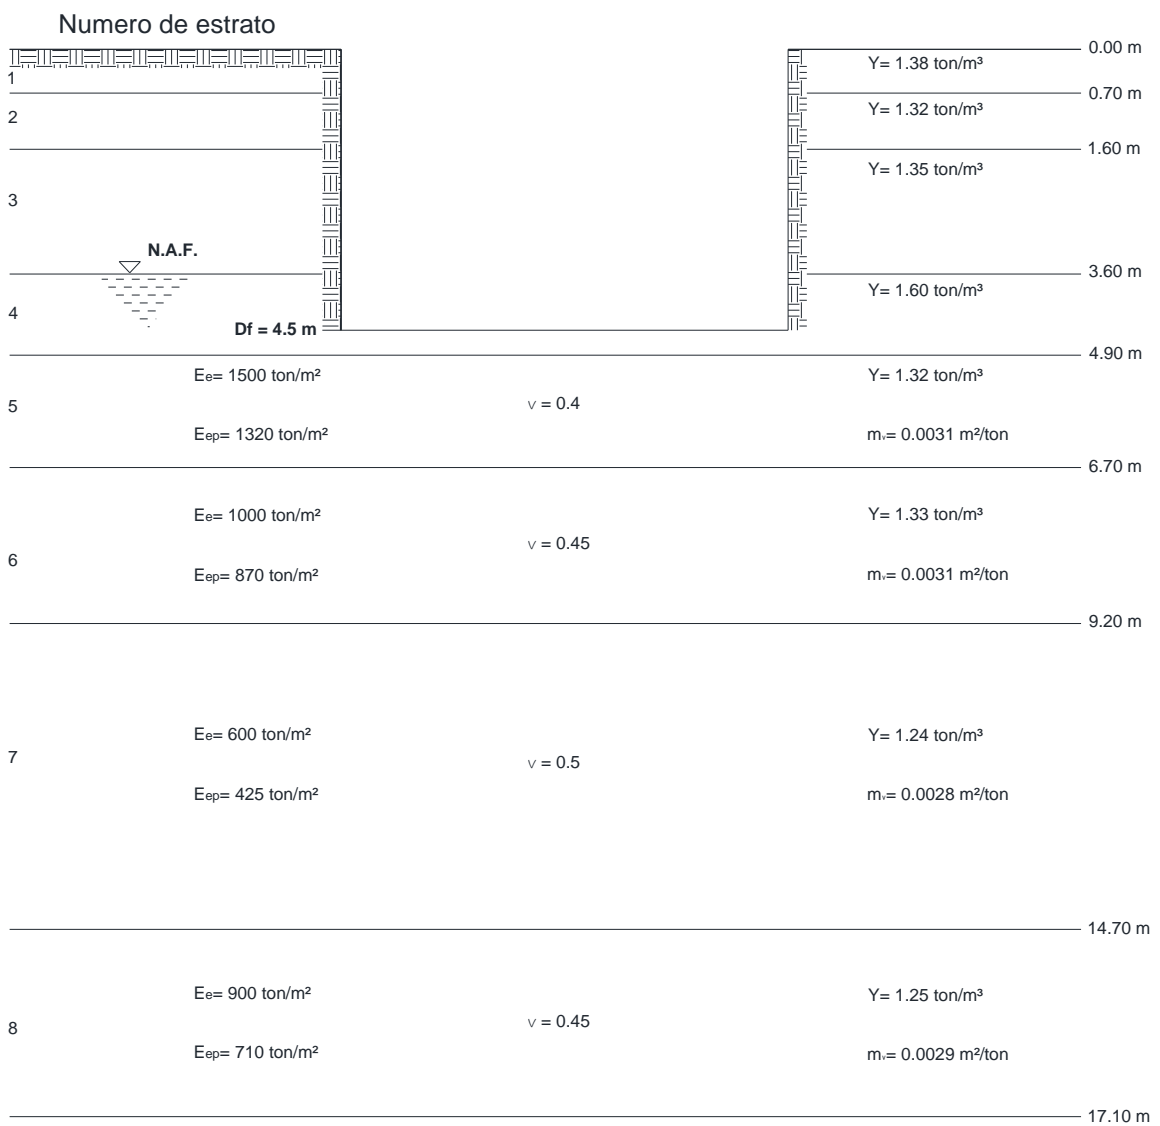 Numero de estrato
0.00 m
Y= 1.38 ton/m³
1
0.70 m
Y= 1.32 ton/m³
2
1.60 m
Y= 1.35 ton/m³
3
N.A.F.
3.60 m
Y= 1.60 ton/m³
4
Df = 4.5 m
4.90 m
Ee= 1500 ton/m²
Y= 1.32 ton/m³
5
v = 0.4
Eep= 1320 ton/m²
mv= 0.0031 m²/ton
6.70 m
Ee= 1000 ton/m²
Y= 1.33 ton/m³
v = 0.45
6
Eep= 870 ton/m²
mv= 0.0031 m²/ton
9.20 m
Ee= 600 ton/m²
Y= 1.24 ton/m³
7
v = 0.5
Eep= 425 ton/m²
mv= 0.0028 m²/ton
14.70 m
Ee= 900 ton/m²
Y= 1.25 ton/m³
v = 0.45
8
Eep= 710 ton/m²
mv= 0.0029 m²/ton
17.10 m